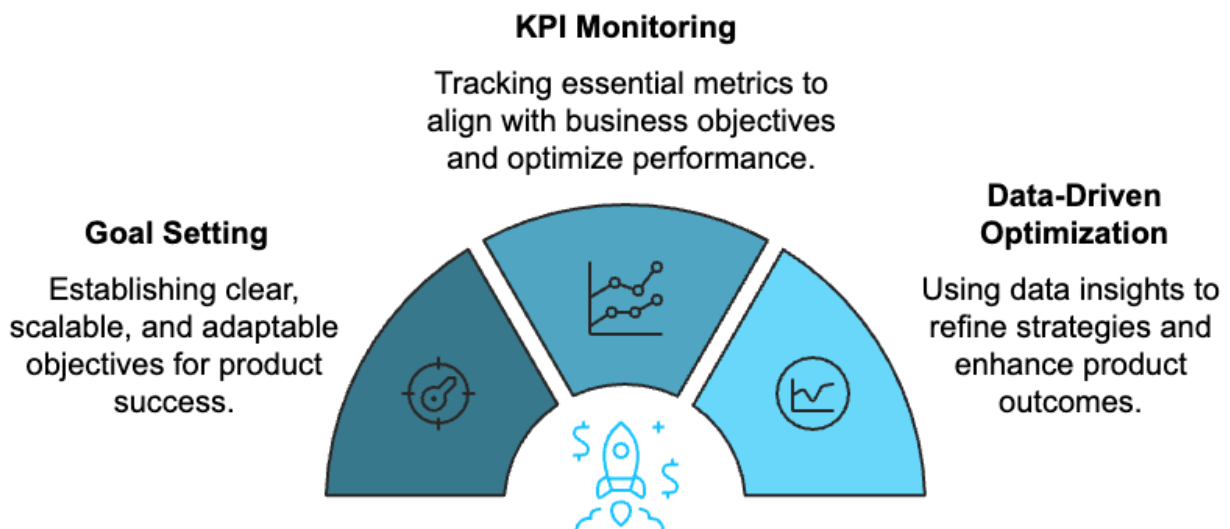 KPI Monitoring
Tracking essential metrics to
align with business objectives
and optimize performance.
Goal Setting
Establishing clear,
scalable, and adaptable
objectives for product
success.
Data-Driven
Optimization
Using data insights to
refine strategies and
enhance product
outcomes.
$
$